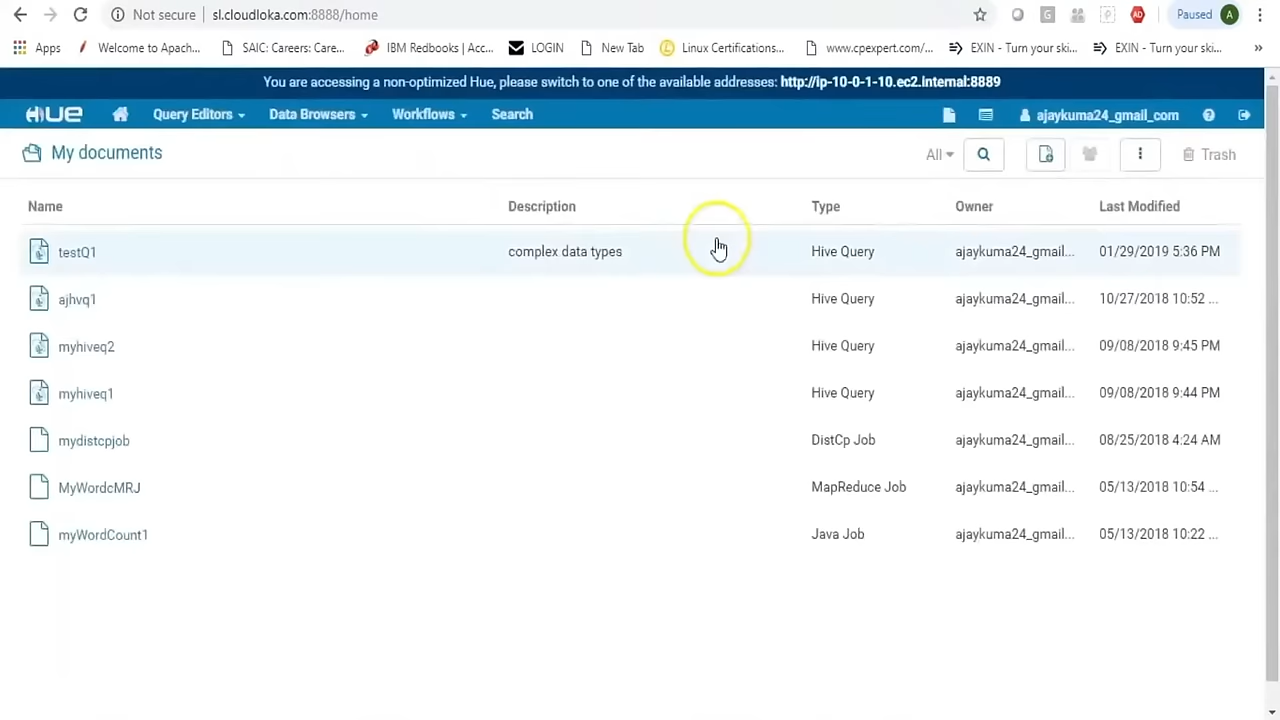 Not secure sl.cloudloka.com:8888/home Paused A
Apps Welcome to Apach... SAIC: Careers: Care... IBM Redbooks | Acc... LOGIN New Tab Linux Certifications... www.cpexpert.com/... EXIN - Turn your ski... EXIN - Turn your ski... »
You are accessing a non-optimized Hue, please switch to one of the available addresses: http://ip-10-0-1-10.ec2.internal:8889
HUE Query Editors Data Browsers Workflows Search ajaykuma24_gmail_com
My documents All Trash
Name Description Type Owner Last Modified
testQ1 complex data types Hive Query ajaykuma24_gmail... 01/29/2019 5:36 PM
ajhvq1 Hive Query ajaykuma24_gmail... 10/27/2018 10:52 ...
myhiveq2 Hive Query ajaykuma24_gmail... 09/08/2018 9:45 PM
myhiveq1 Hive Query ajaykuma24_gmail... 09/08/2018 9:44 PM
mydistcpjob DistCp Job ajaykuma24_gmail... 08/25/2018 4:24 AM
MyWordcMRJ MapReduce Job ajaykuma24_gmail... 05/13/2018 10:54 ...
myWordCount1 Java Job ajaykuma24_gmail... 05/13/2018 10:22 ...